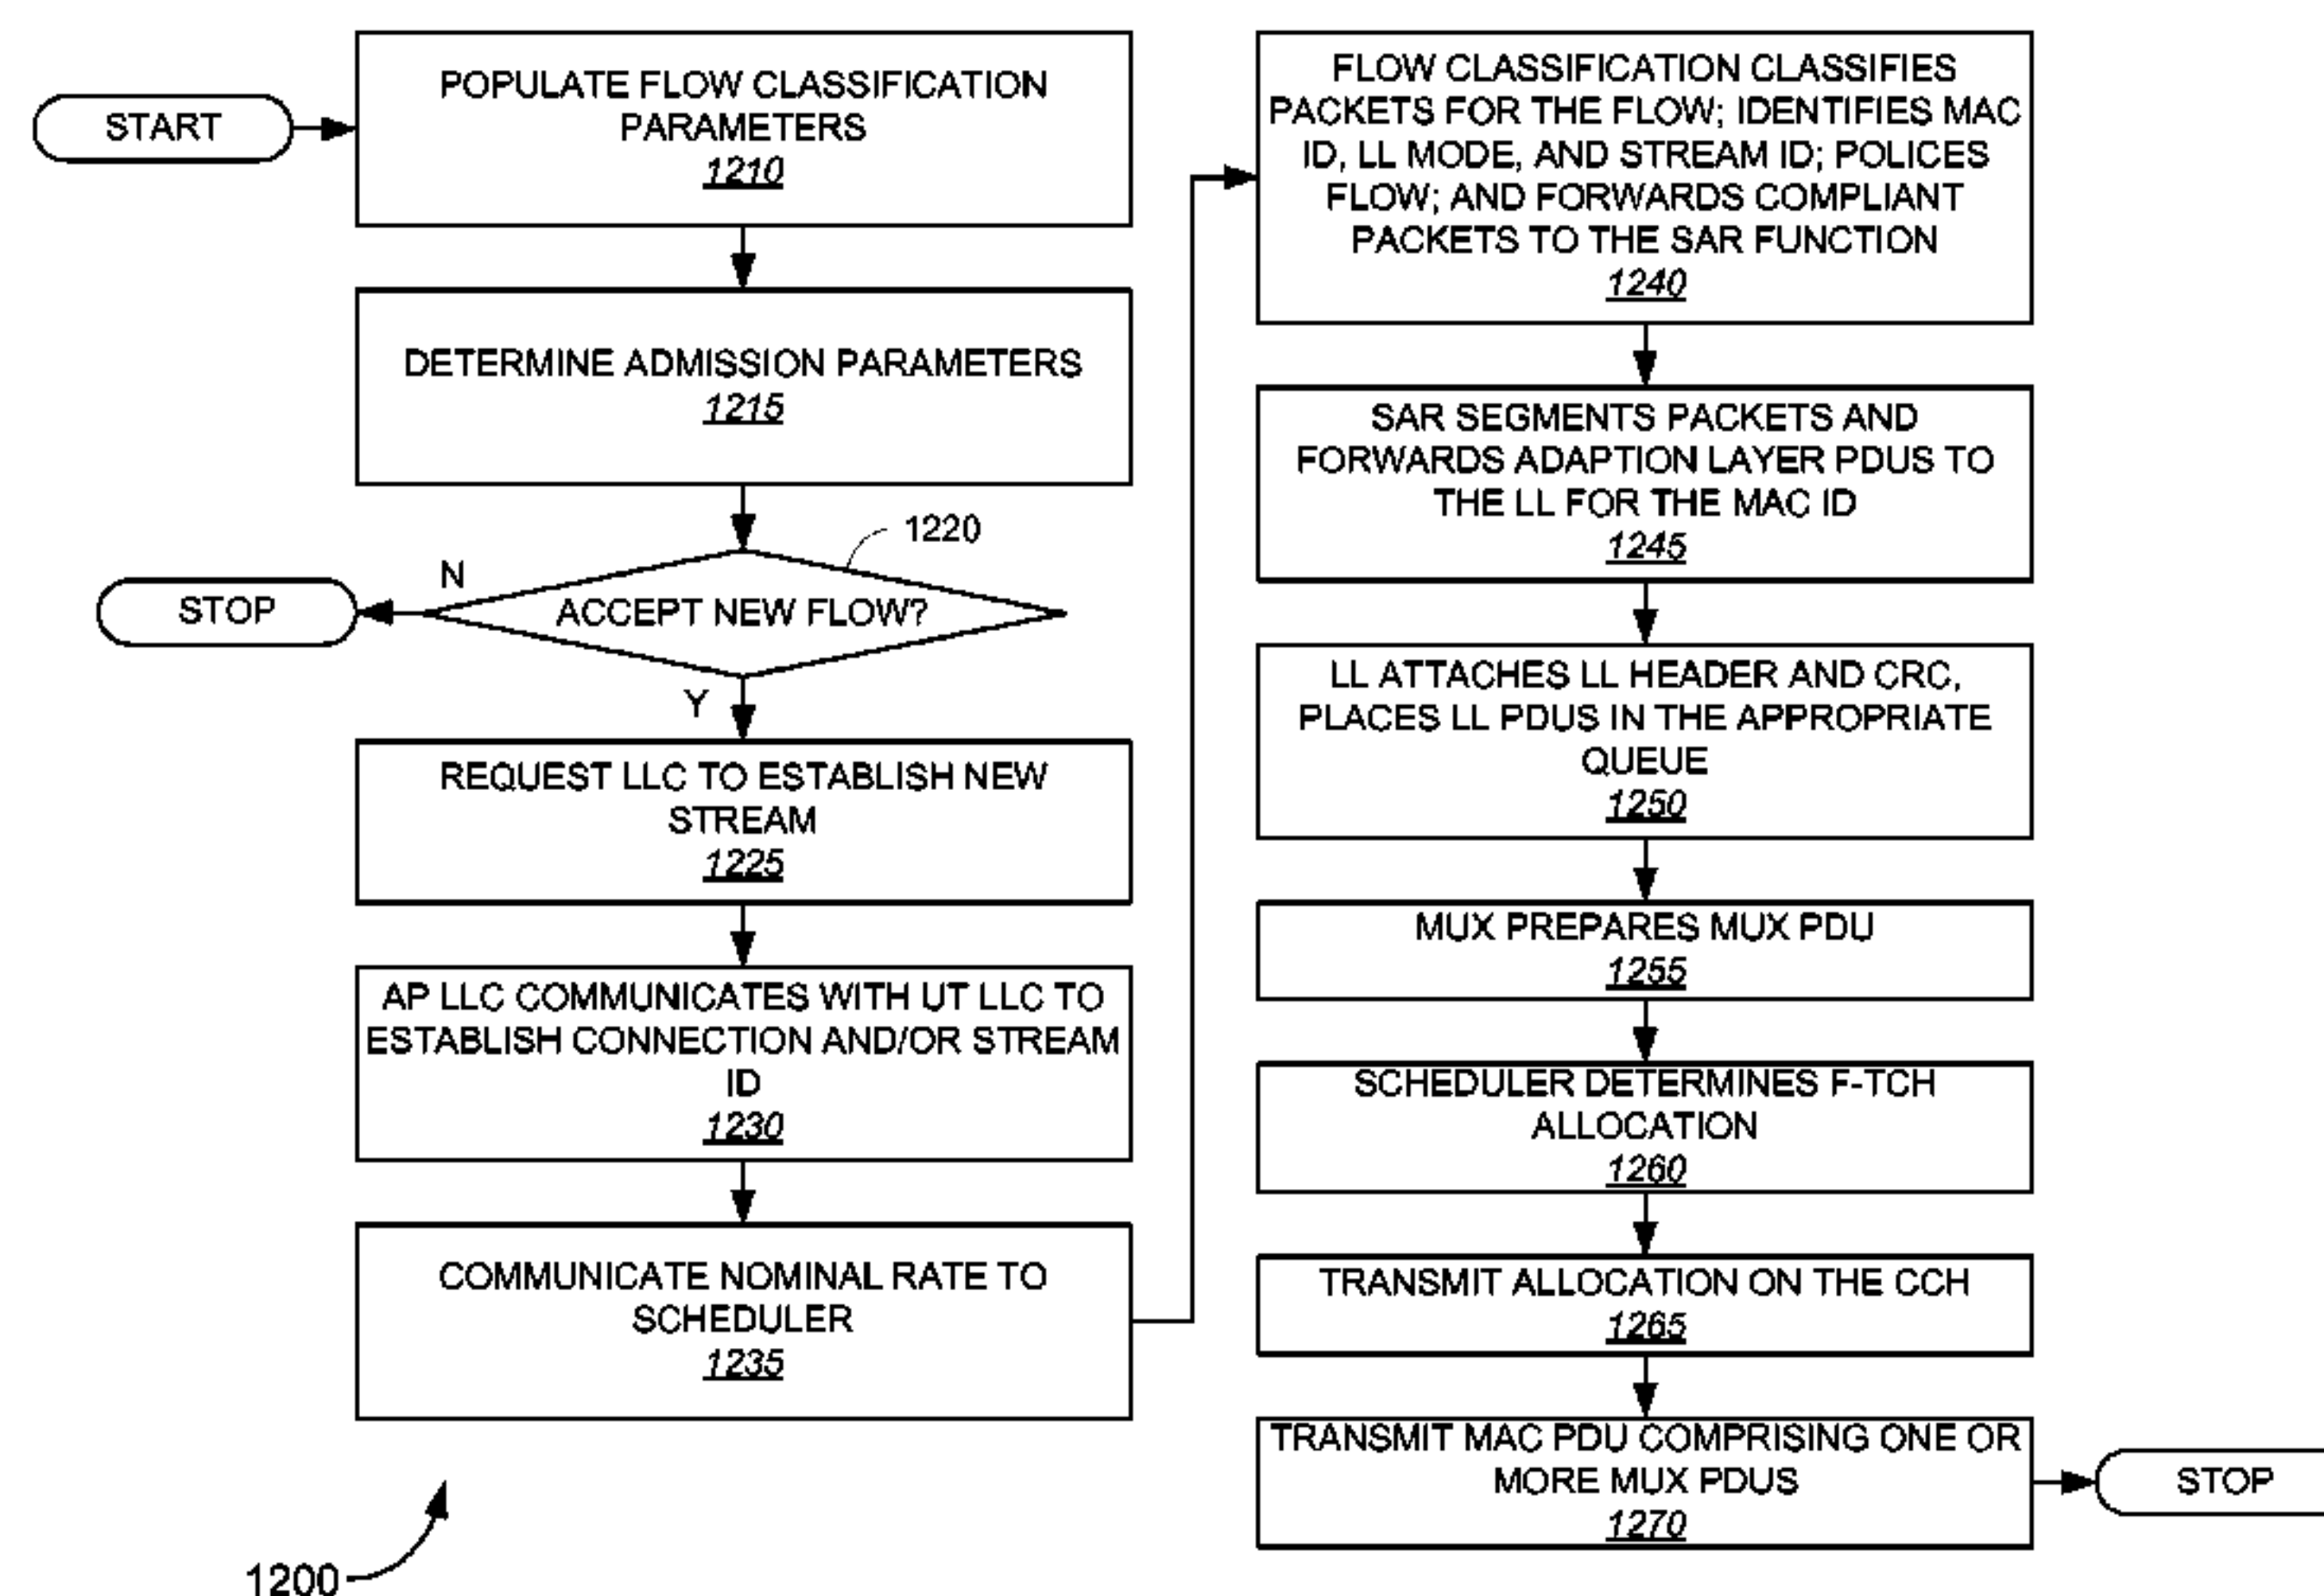 START
POPULATE FLOW CLASSIFICATION
PARAMETERS
1210
DETERMINE ADMISSION PARAMETERS
1215
1220
N
STOP
ACCEPT NEW FLOW?
Y
REQUEST LLC TO ESTABLISH NEW
STREAM
1225
AP LLC COMMUNICATES WITH UT LLC TO
ESTABLISH CONNECTION AND/OR STREAM
ID
1230
COMMUNICATE NOMINAL RATE TO
SCHEDULER
1235
1200
FLOW CLASSIFICATION CLASSIFIES
PACKETS FOR THE FLOW; IDENTIFIES MAC
ID, LL MODE, AND STREAM ID; POLICES
FLOW; AND FORWARDS COMPLIANT
PACKETS TO THE SAR FUNCTION
1240
SAR SEGMENTS PACKETS AND
FORWARDS ADAPTION LAYER PDUS TO
THE LL FOR THE MAC ID
1245
LL ATTACHES LL HEADER AND CRC,
PLACES LL PDUS IN THE APPROPRIATE
QUEUE
1250
MUX PREPARES MUX PDU
1255
SCHEDULER DETERMINES F-TCH
ALLOCATION
1260
TRANSMIT ALLOCATION ON THE CCH
1265
TRANSMIT MAC PDU COMPRISING ONE OR
MORE MUX PDUS
1270
STOP